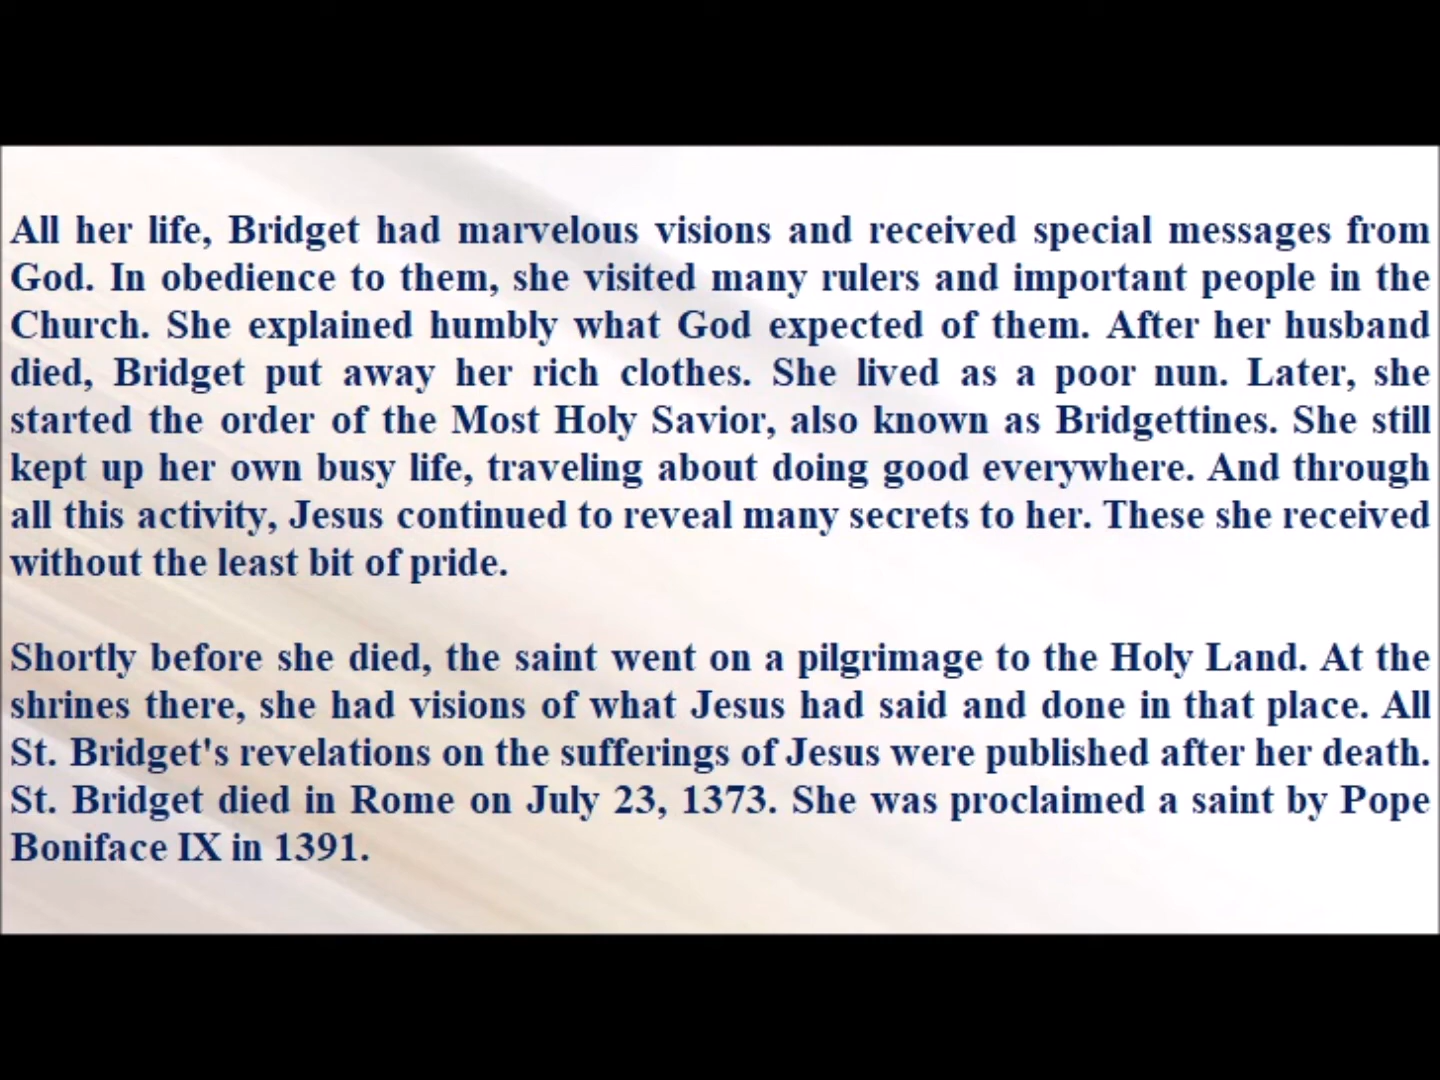 All her life, Bridget had marvelous visions and received special messages from
God. In obedience to them, she visited many rulers and important people in the
Church. She explained humbly what God expected of them. After her husband
died, Bridget put away her rich clothes. She lived as a poor nun. Later, she
started the order of the Most Holy Savior, also known as Bridgettines. She still
kept up her own busy life, traveling about doing good everywhere. And through
all this activity, Jesus continued to reveal many secrets to her. These she received
without the least bit of pride.
Shortly before she died, the saint went on a pilgrimage to the Holy Land. At the
shrines there, she had visions of what Jesus had said and done in that place. All
St. Bridget's revelations on the sufferings of Jesus were published after her death.
St. Bridget died in Rome on July 23, 1373. She was proclaimed a saint by Pope
Boniface IX in 1391.